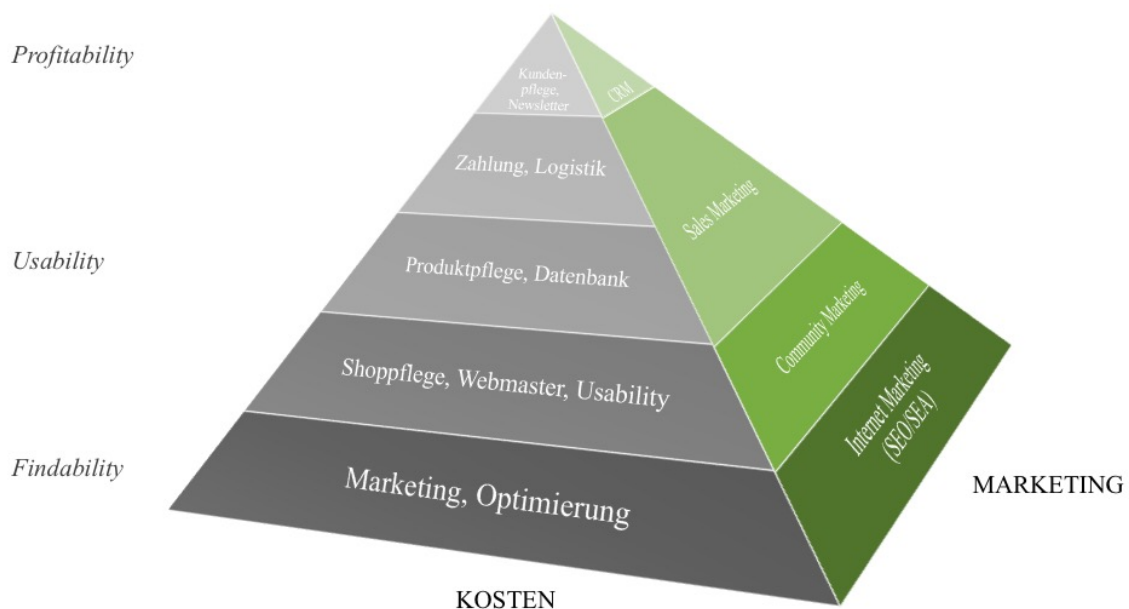 Profitability
Kunden-
pflege,
Newsletter
CRM
Zahlung, Logistik
Sales Marketing
Usability
Produktpflege, Datenbank
Community Marketing
Shoppflege, Webmaster, Usability
Internet Marketing
(SEO/SEA)
Findability
Marketing, Optimierung
MARKETING
KOSTEN